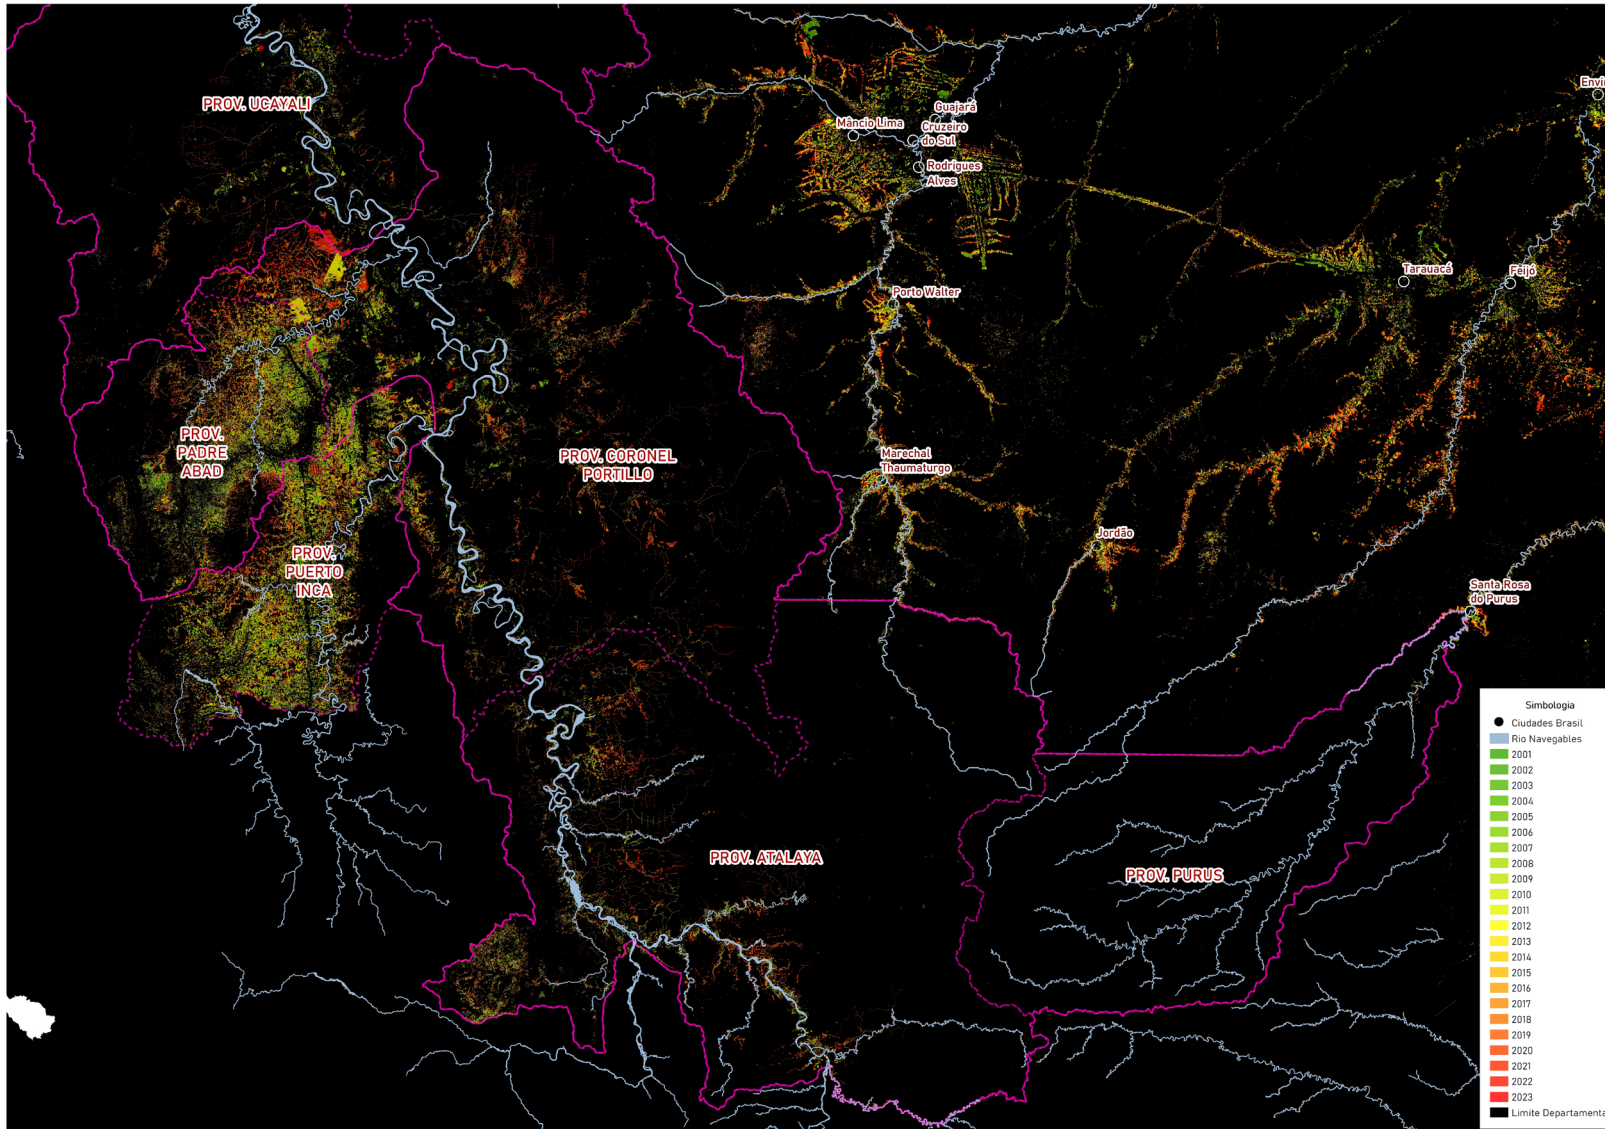 PROV. UCAYALI
Guajará
Mâncio Lima
Cruzeiro
do Sul
Rodrigues
Alves
Envir
Tarauacá
Feijó
Porto Walter
PROV.
PADRE
ABAD
PROV. CORONEL
PORTILLO
Marechal
Thaumaturgo
Jordão
PROV.
PUERTO
INCA
Santa Rosa
do Purus
PROV. ATALAYA
PROV. PURUS
Simbologia
Ciudades Brasil
Rio Navegables
2001
2002
2003
2004
2005
2006
2007
2008
2009
2010
2011
2012
2013
2014
2015
2016
2017
2018
2019
2020
2021
2022
2023
Limite Departamenta